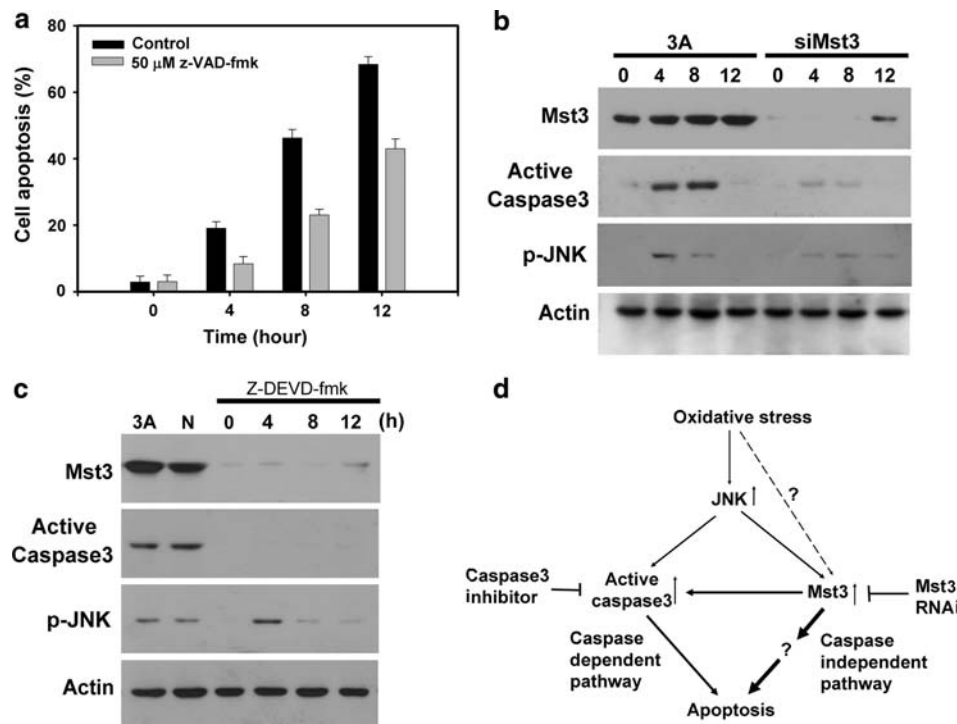 a
80
60
40
20
0
Cell apoptosis (%)
Control
50 μM z-VAD-fmk
0 4 8 12
Time (hour)
b
3A siMst3
0 4 8 12 0 4 8 12
Mst3
Active
Caspase3
p-JNK
Actin
c
Z-DEVD-fmk
3A N 0 4 8 12 (h)
Mst3
Active
Caspase3
p-JNK
Actin
d
Oxidative stress
?
JNK
Caspase3
inhibitor
Active
caspase3
Mst3
Mst3
RNAi
Caspase
dependent
pathway
?
Caspase
independent
pathway
Apoptosis